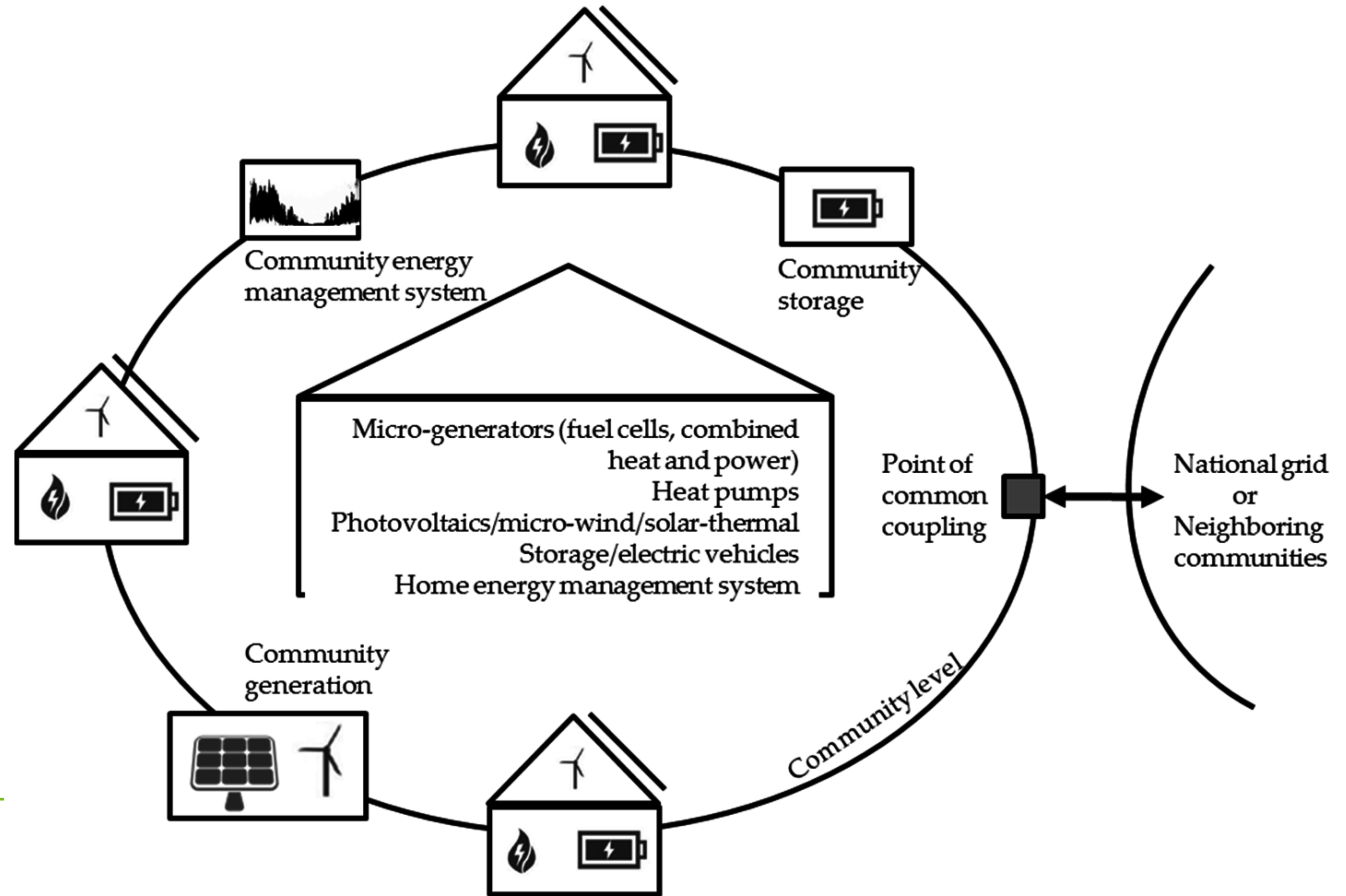 Community energy
management system
Community
storage
Micro-generators (fuel cells, combined
heat and power)
Heat pumps
Photovoltaics/micro-wind/solar-thermal
Storage/electric vehicles
Home energy management system
Point of
common
coupling
National grid
or
Neighboring
communities
Community
generation
Community level